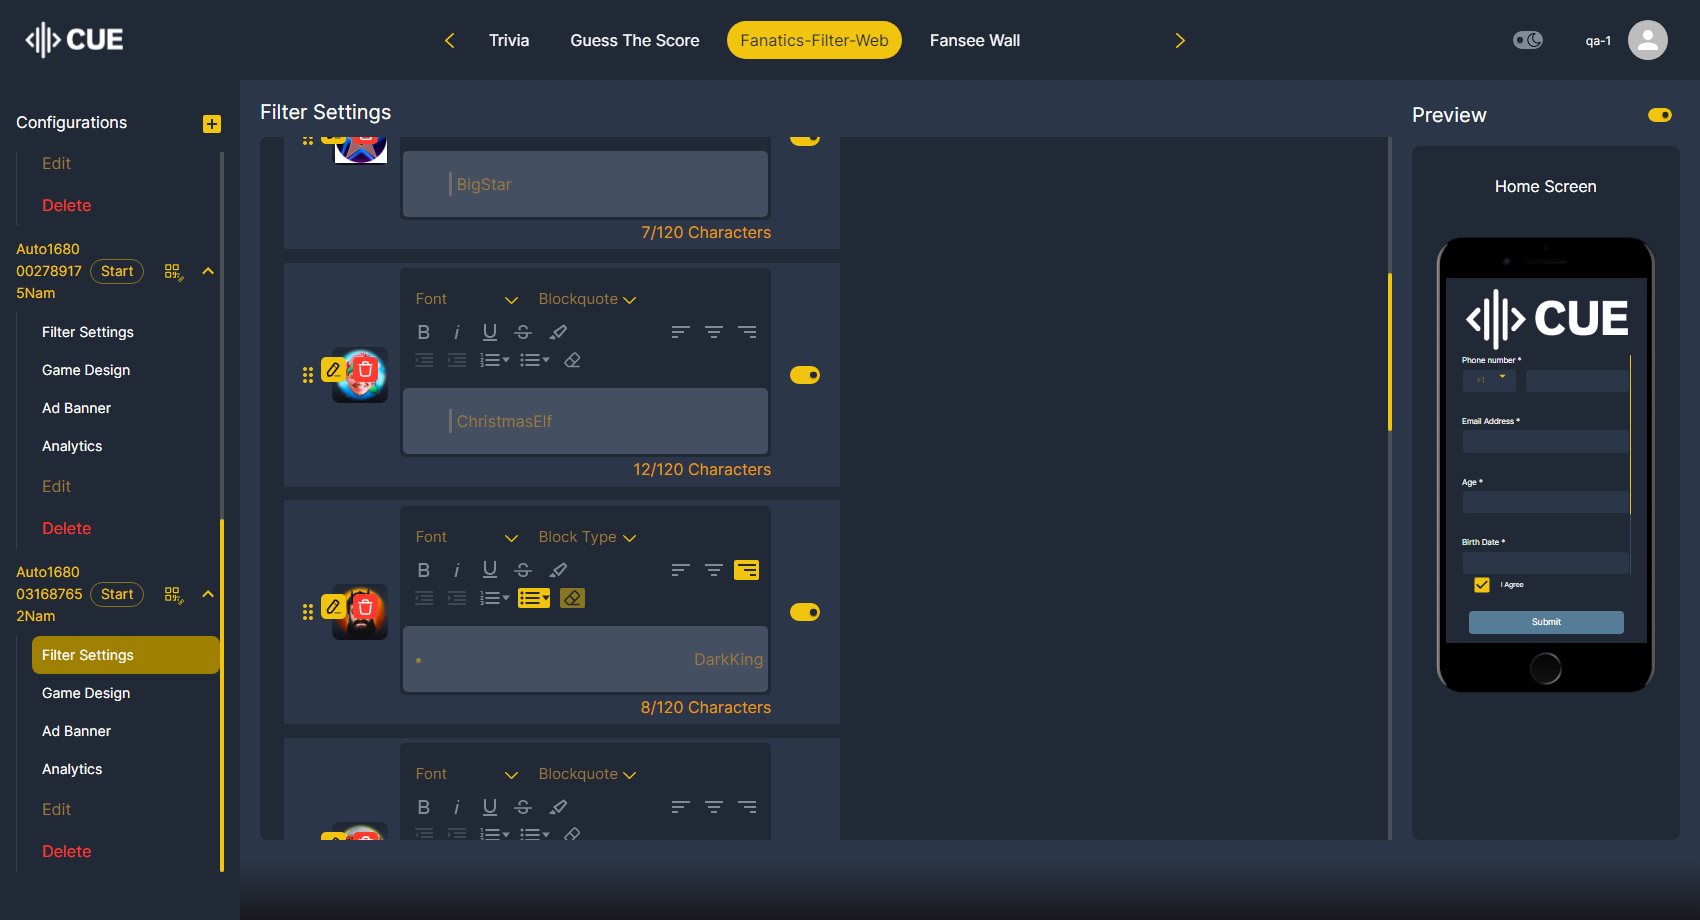 CUE
Trivia
Guess The Score
Fanatics-Filter-Web
Fansee Wall
qa-1
Configurations
Edit
Delete
Auto1680
00278917
5Nam
Start
Filter Settings
Game Design
Ad Banner
Analytics
Edit
Delete
Auto1680
03168765
2Nam
Start
Filter Settings
Game Design
Ad Banner
Analytics
Edit
Delete
Filter Settings
BigStar
7/120 Characters
Font
Blockquote
ChristmasElf
12/120 Characters
Font
Block Type
DarkKing
8/120 Characters
Font
Blockquote
Preview
Home Screen
CUE
Phone number *
+1
Email Address *
Age *
Birth Date *
I Agree
Submit